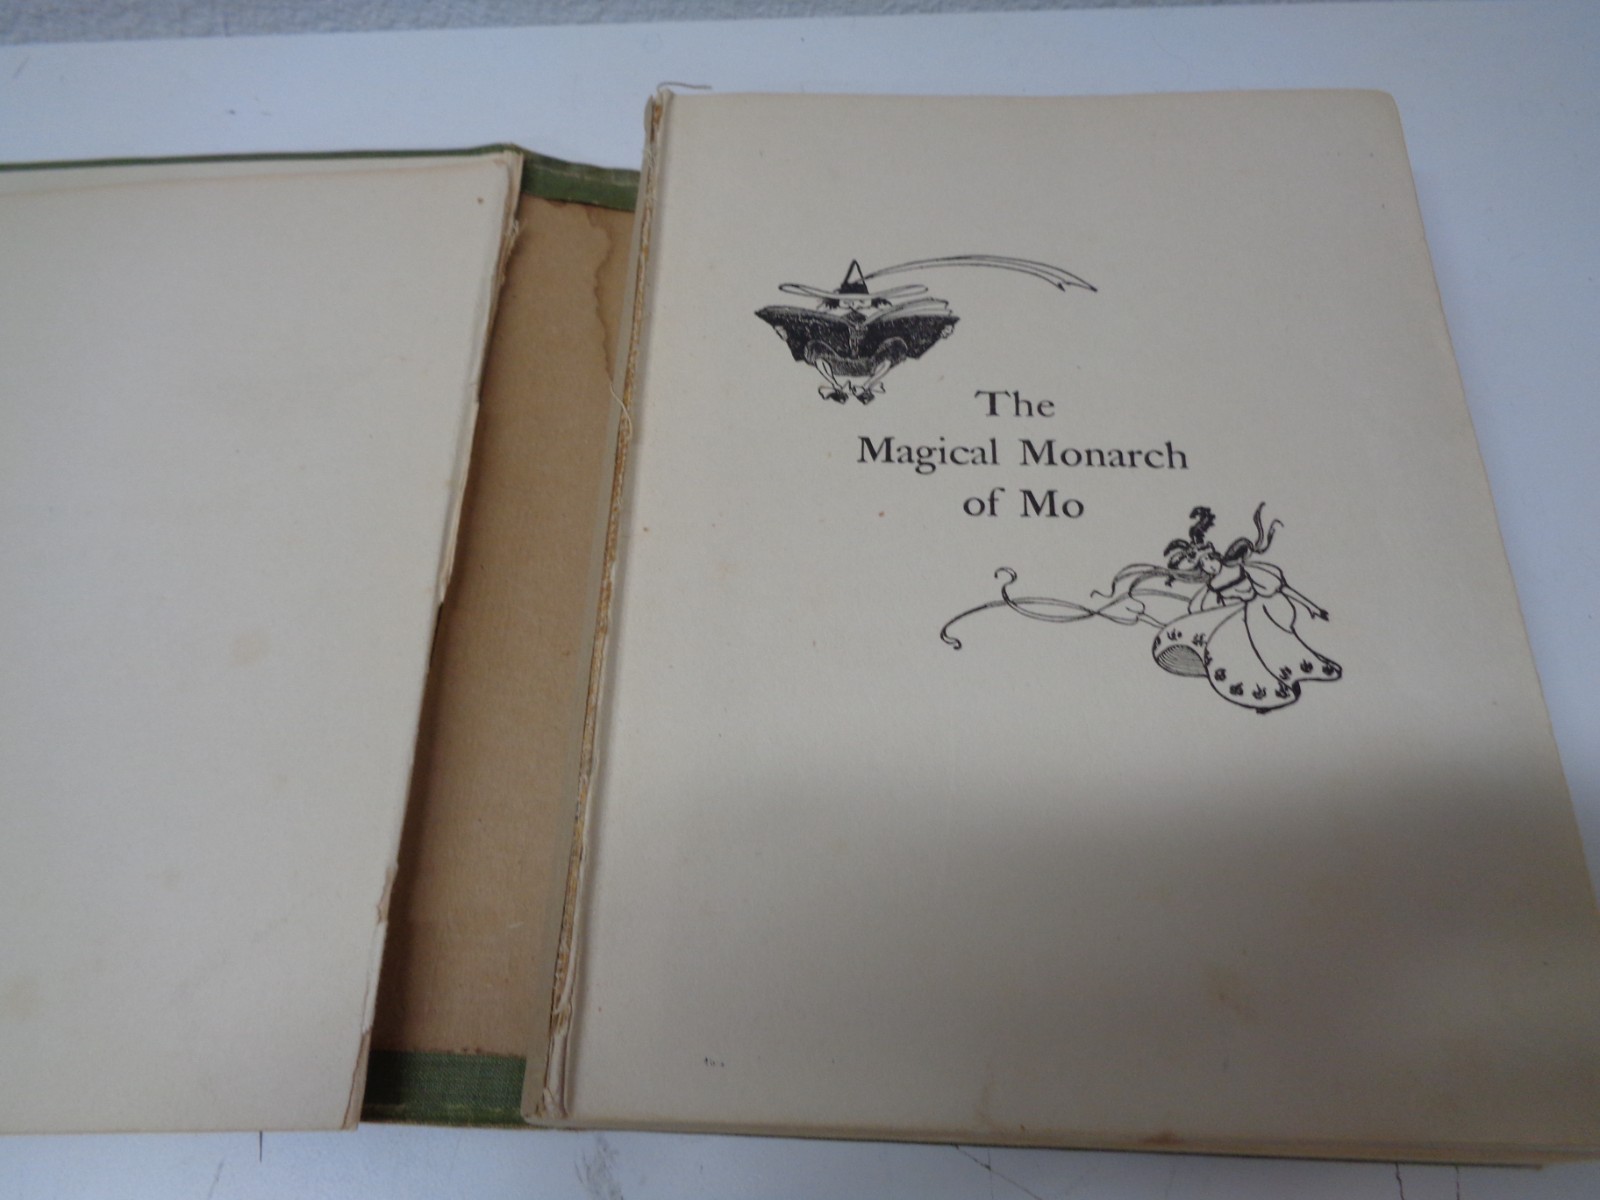 The
Magical Monarch
of Mo